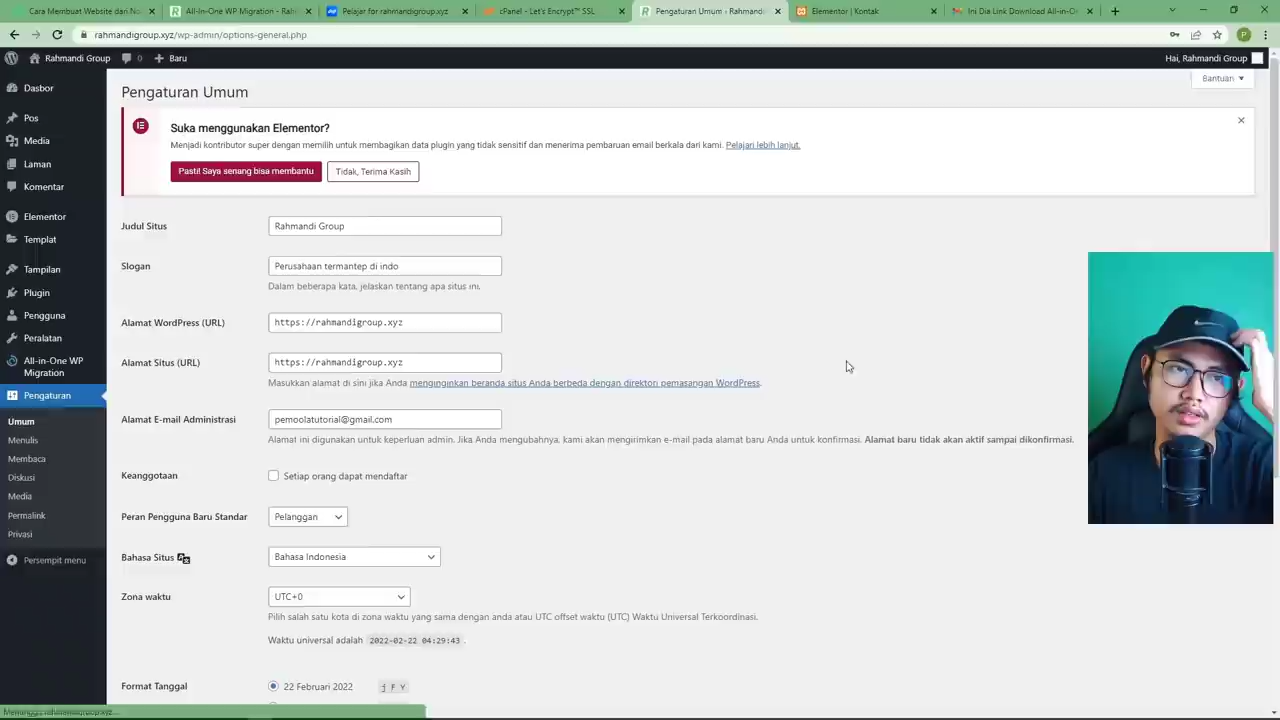 Cara Membuat Website No
All-In-One WP Migration -
Pelajar for rahmandigroup.xyz
cPanel - Let's Encrypt™ SSL
Pengaturan Umum ‹ Rahmandi
Elementor | Kontak
Ini Dia Link Download All-in-O
rahmandigroup.xyz/wp-admin/options-general.php
P
Rahmandi Group
0
Baru
Hai, Rahmandi Group
Dasbor
Pos
Media
Laman
Komentar
Elementor
Templat
Tampilan
Plugin
Pengguna
Peralatan
All-in-One WP
Migration
Pengaturan
Umum
Menulis
Membaca
Diskusi
Media
Permalink
Privasi
Persempit menu
Pengaturan Umum
Bantuan
Suka menggunakan Elementor?
Menjadi kontributor super dengan memilih untuk membagikan data plugin yang tidak sensitif dan menerima pembaruan email berkala dari kami. Pelajari lebih lanjut.
Pasti! Saya senang bisa membantu
Tidak, Terima Kasih
Judul Situs
Rahmandi Group
Slogan
Perusahaan termantep di indo
Dalam beberapa kata, jelaskan tentang apa situs ini.
Alamat WordPress (URL)
https://rahmandigroup.xyz
Alamat Situs (URL)
https://rahmandigroup.xyz
Masukkan alamat di sini jika Anda menginginkan beranda situs Anda berbeda dengan direktori pemasangan WordPress.
Alamat E-mail Administrasi
pemoolatutorial@gmail.com
Alamat ini digunakan untuk keperluan admin. Jika Anda mengubahnya, kami akan mengirimkan e-mail pada alamat baru Anda untuk konfirmasi. Alamat baru tidak akan aktif sampai dikonfirmasi.
Keanggotaan
Setiap orang dapat mendaftar
Peran Pengguna Baru Standar
Pelanggan
Bahasa Situs
Bahasa Indonesia
Zona waktu
UTC+0
Pilih salah satu kota di zona waktu yang sama dengan anda atau UTC offset waktu (UTC) Waktu Universal Terkoordinasi.
Waktu universal adalah 2022-02-22 04:29:43 .
Format Tanggal
22 Februari 2022
j F Y